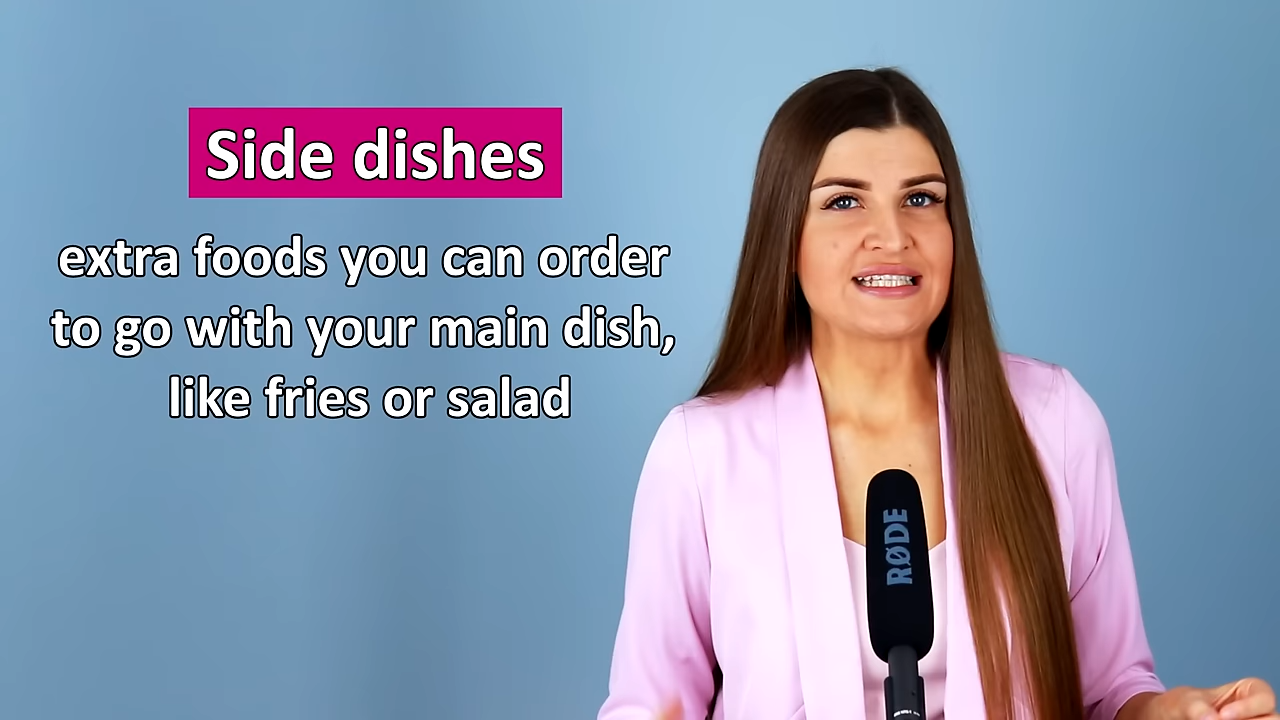 Side dishes
extra foods you can order
to go with your main dish,
like fries or salad
RØDE